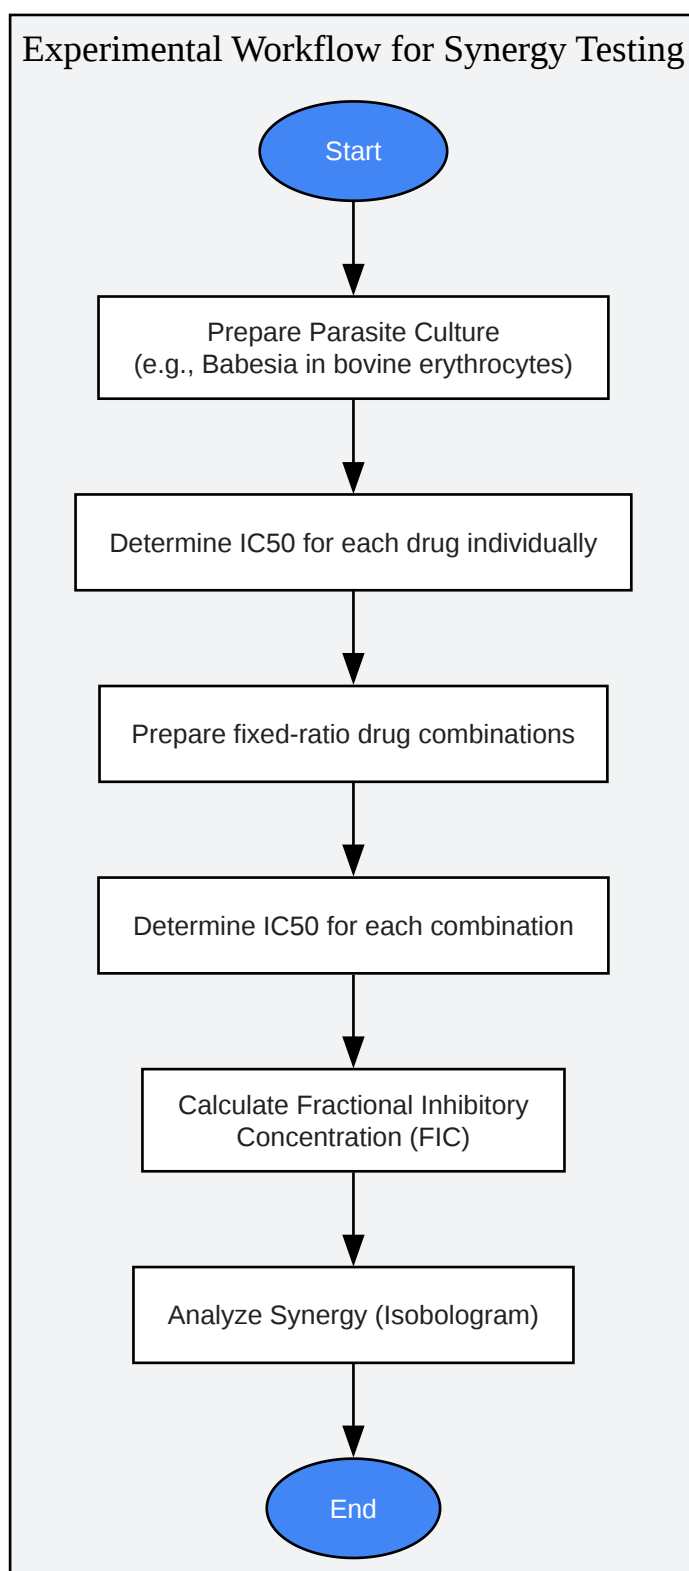 Experimental Workflow for Synergy Testing
Start
Prepare Parasite Culture
(e.g., Babesia in bovine erythrocytes)
Determine IC50 for each drug individually
Prepare fixed-ratio drug combinations
Determine IC50 for each combination
Calculate Fractional Inhibitory
Concentration (FIC)
Analyze Synergy (Isobologram)
End